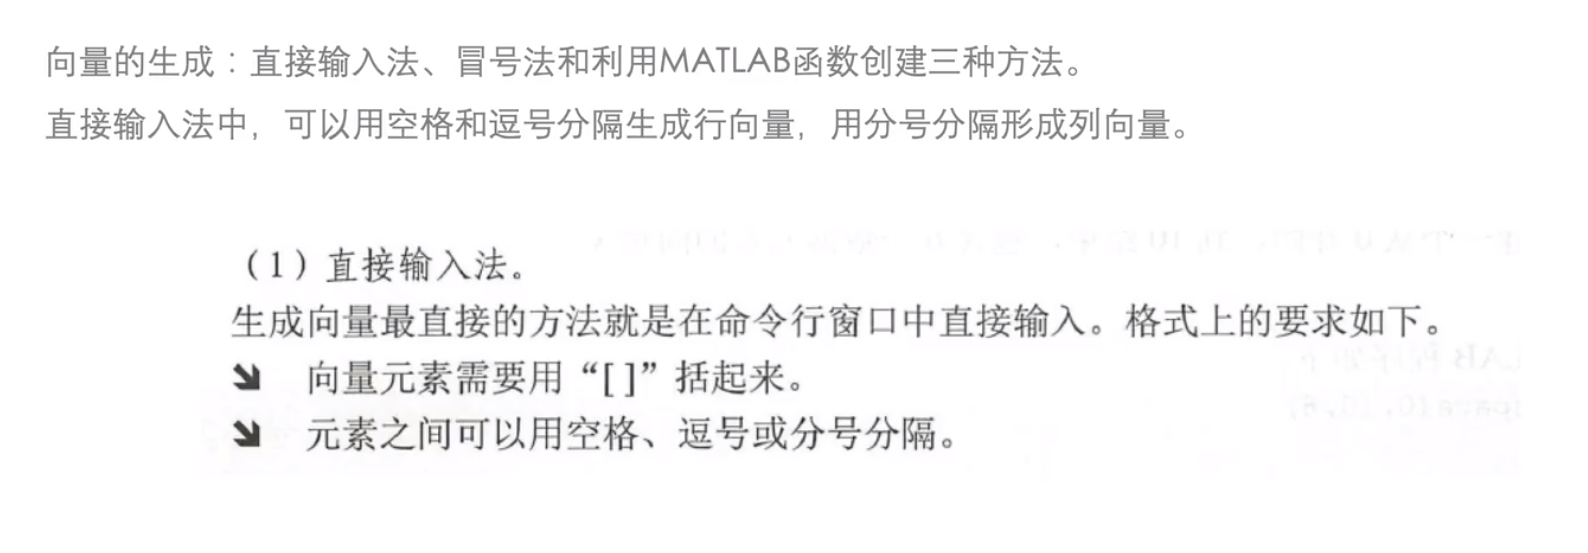 向量的生成：直接输入法、冒号法和利用MATLAB函数创建三种方法。
直接输入法中，可以用空格和逗号分隔生成行向量，用分号分隔形成列向量。
（1）直接输入法。
生成向量最直接的方法就是在命令行窗口中直接输入。格式上的要求如下。
向量元素需要用“[ ]”括起来。
元素之间可以用空格、逗号或分号分隔。